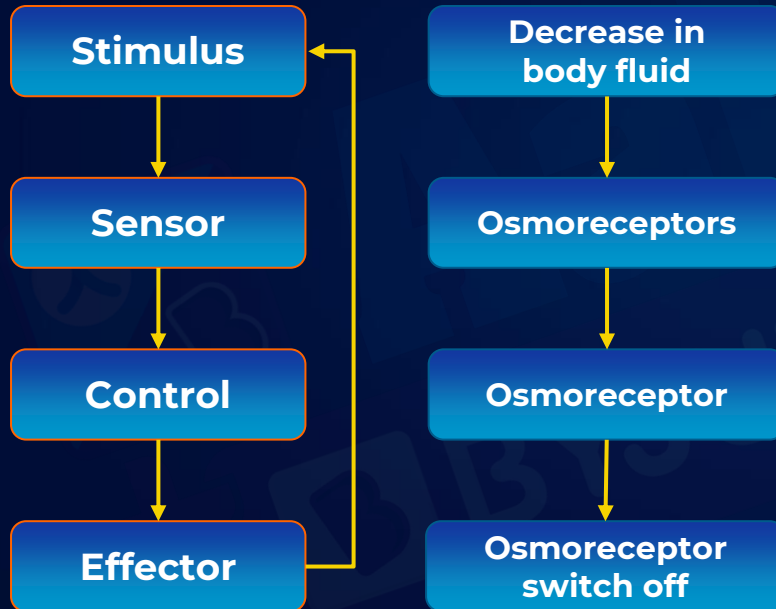 Stimulus
Sensor
Control
Effector
Decrease in
body fluid
Osmoreceptors
Osmoreceptor
Osmoreceptor
switch off